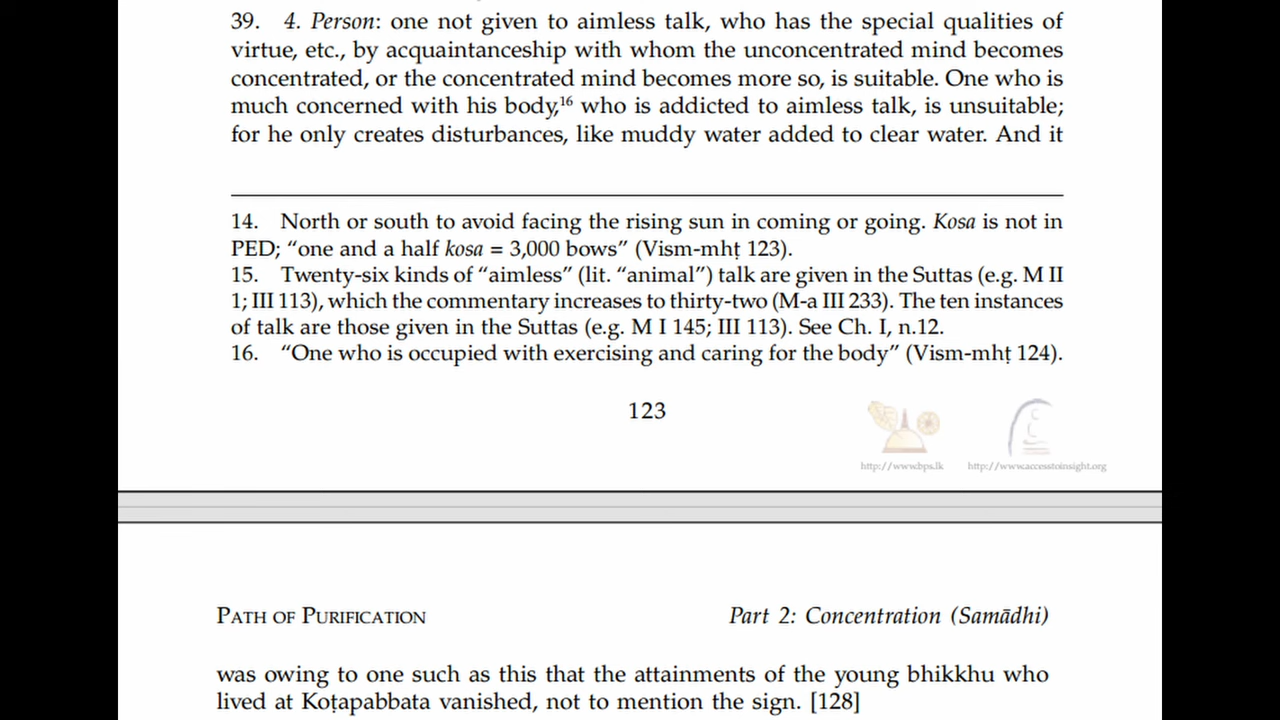 39. 4. Person: one not given to aimless talk, who has the special qualities of
virtue, etc., by acquaintanceship with whom the unconcentrated mind becomes
concentrated, or the concentrated mind becomes more so, is suitable. One who is
much concerned with his body,16 who is addicted to aimless talk, is unsuitable;
for he only creates disturbances, like muddy water added to clear water. And it
14. North or south to avoid facing the rising sun in coming or going. Kosa is not in
PED; “one and a half kosa = 3,000 bows” (Vism-mhṭ 123).
15. Twenty-six kinds of “aimless” (lit. “animal”) talk are given in the Suttas (e.g. M II
1; III 113), which the commentary increases to thirty-two (M-a III 233). The ten instances
of talk are those given in the Suttas (e.g. M I 145; III 113). See Ch. I, n.12.
16. “One who is occupied with exercising and caring for the body” (Vism-mhṭ 124).
123
http://www.bps.lk http://www.accesstoinsight.org
PATH OF PURIFICATION Part 2: Concentration (Samādhi)
was owing to one such as this that the attainments of the young bhikkhu who
lived at Koṭapabbata vanished, not to mention the sign. [128]